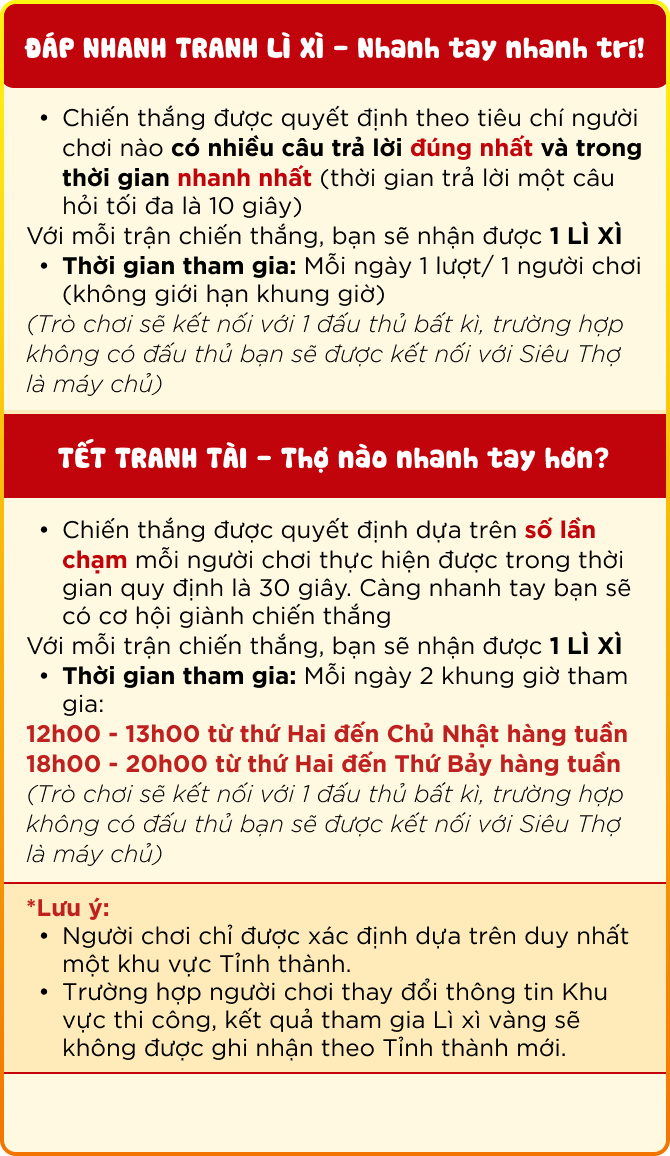 ĐÁP NHANH TRANH LÌ XÌ – Nhanh tay nhanh trí!
• Chiến thắng được quyết định theo tiêu chí người
chơi nào có nhiều câu trả lời đúng nhất và trong
thời gian nhanh nhất (thời gian trả lời một câu
hỏi tối đa là 10 giây)
Với mỗi trận chiến thắng, bạn sẽ nhận được 1 LÌ XÌ
• Thời gian tham gia: Mỗi ngày 1 lượt/ 1 người chơi
(không giới hạn khung giờ)
(Trò chơi sẽ kết nối với 1 đấu thủ bất kì, trường hợp
không có đấu thủ bạn sẽ được kết nối với Siêu Thợ
là máy chủ)
TẾT TRANH TÀI – Thợ nào nhanh tay hơn?
• Chiến thắng được quyết định dựa trên số lần
chạm mỗi người chơi thực hiện được trong thời
gian quy định là 30 giây. Càng nhanh tay bạn sẽ
có cơ hội giành chiến thắng
Với mỗi trận chiến thắng, bạn sẽ nhận được 1 LÌ XÌ
• Thời gian tham gia: Mỗi ngày 2 khung giờ tham
gia:
12h00 - 13h00 từ thứ Hai đến Chủ Nhật hàng tuần
18h00 - 20h00 từ thứ Hai đến Thứ Bảy hàng tuần
(Trò chơi sẽ kết nối với 1 đấu thủ bất kì, trường hợp
không có đấu thủ bạn sẽ được kết nối với Siêu Thợ
là máy chủ)
*Lưu ý:
• Người chơi chỉ được xác định dựa trên duy nhất
một khu vực Tỉnh thành.
• Trường hợp người chơi thay đổi thông tin Khu
vực thi công, kết quả tham gia Lì xì vàng sẽ
không được ghi nhận theo Tỉnh thành mới.